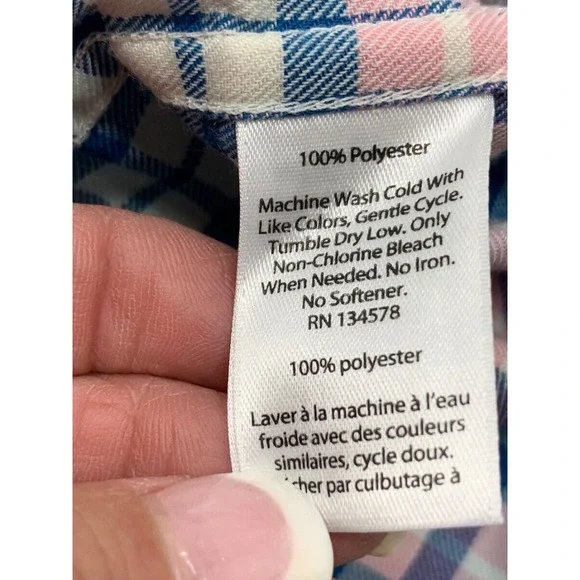 100% Polyester
Machine Wash Cold With
Like Colors, Gentle Cycle.
Tumble Dry Low. Only
Non-Chlorine Bleach
When Needed. No Iron.
No Softener.
RN 134578
100% polyester
Laver à la machine à l'eau
froide avec des couleurs
similaires, cycle doux.
par culbutage à